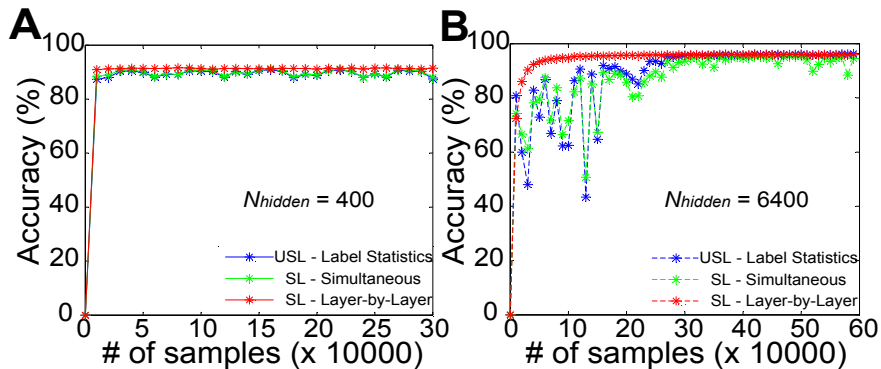 A
Accuracy (%)
100
80
60
40
20
0
Nhidden = 400
USL - Label Statistics
SL - Simultaneous
SL - Layer-by-Layer
0 5 10 15 20 25 30
# of samples (x 10000)
B
Accuracy (%)
100
80
60
40
20
0
Nhidden = 6400
USL - Label Statistics
SL - Simultaneous
SL - Layer-by-Layer
0 10 20 30 40 50 60
# of samples (x 10000)